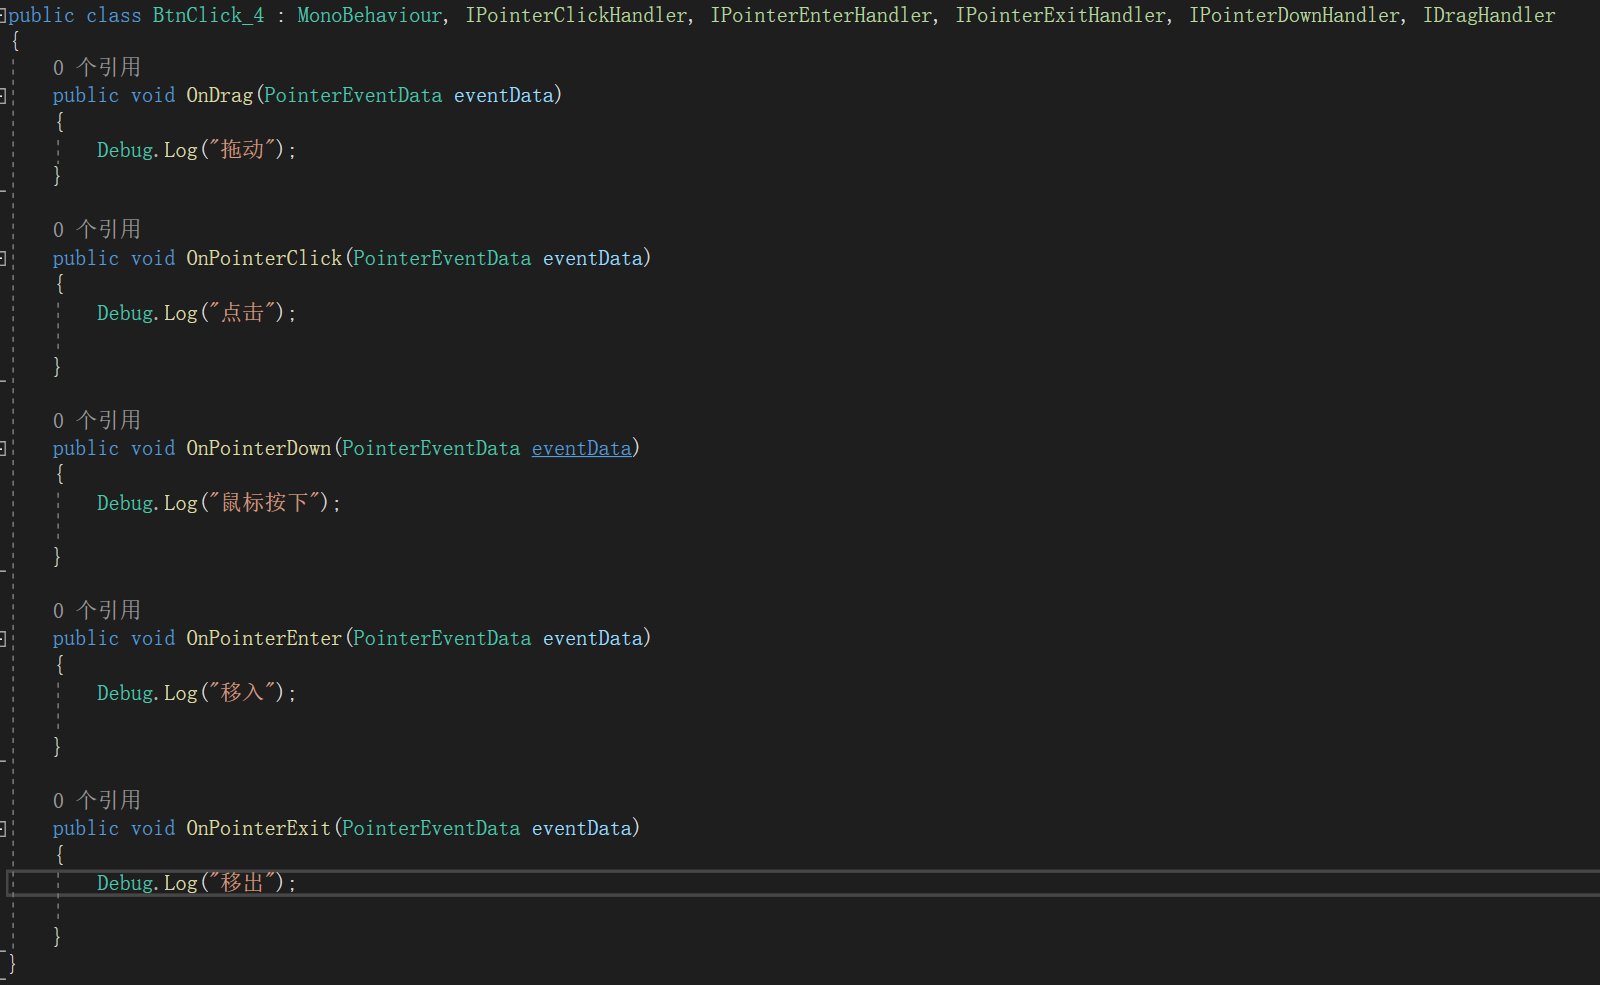 public class BtnClick_4 : MonoBehaviour, IPointerClickHandler, IPointerEnterHandler, IPointerExitHandler, IPointerDownHandler, IDragHandler
{
0 个引用
public void OnDrag(PointerEventData eventData)
{
Debug.Log("拖动");
}
0 个引用
public void OnPointerClick(PointerEventData eventData)
{
Debug.Log("点击");
}
0 个引用
public void OnPointerDown(PointerEventData eventData)
{
Debug.Log("鼠标按下");
}
0 个引用
public void OnPointerEnter(PointerEventData eventData)
{
Debug.Log("移入");
}
0 个引用
public void OnPointerExit(PointerEventData eventData)
{
Debug.Log("移出");
}
}